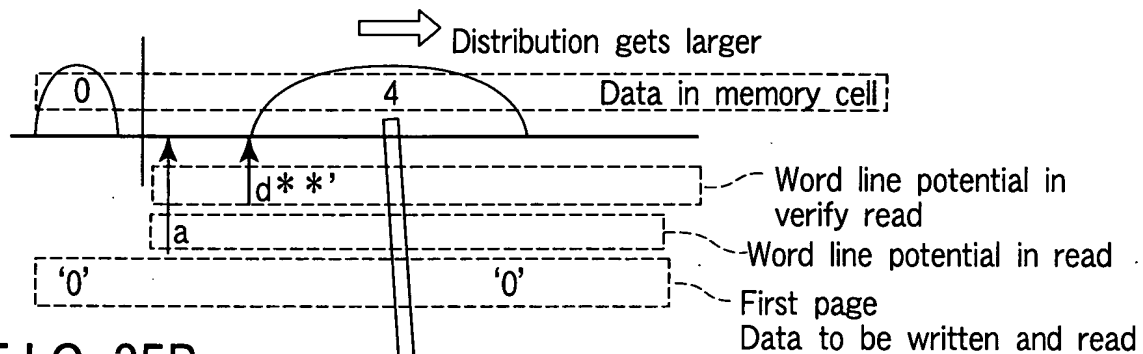 Distribution gets larger
0
4
Data in memory cell
d**'
Word line potential in
verify read
a
Word line potential in read
'0'
'0'
First page
Data to be written and read